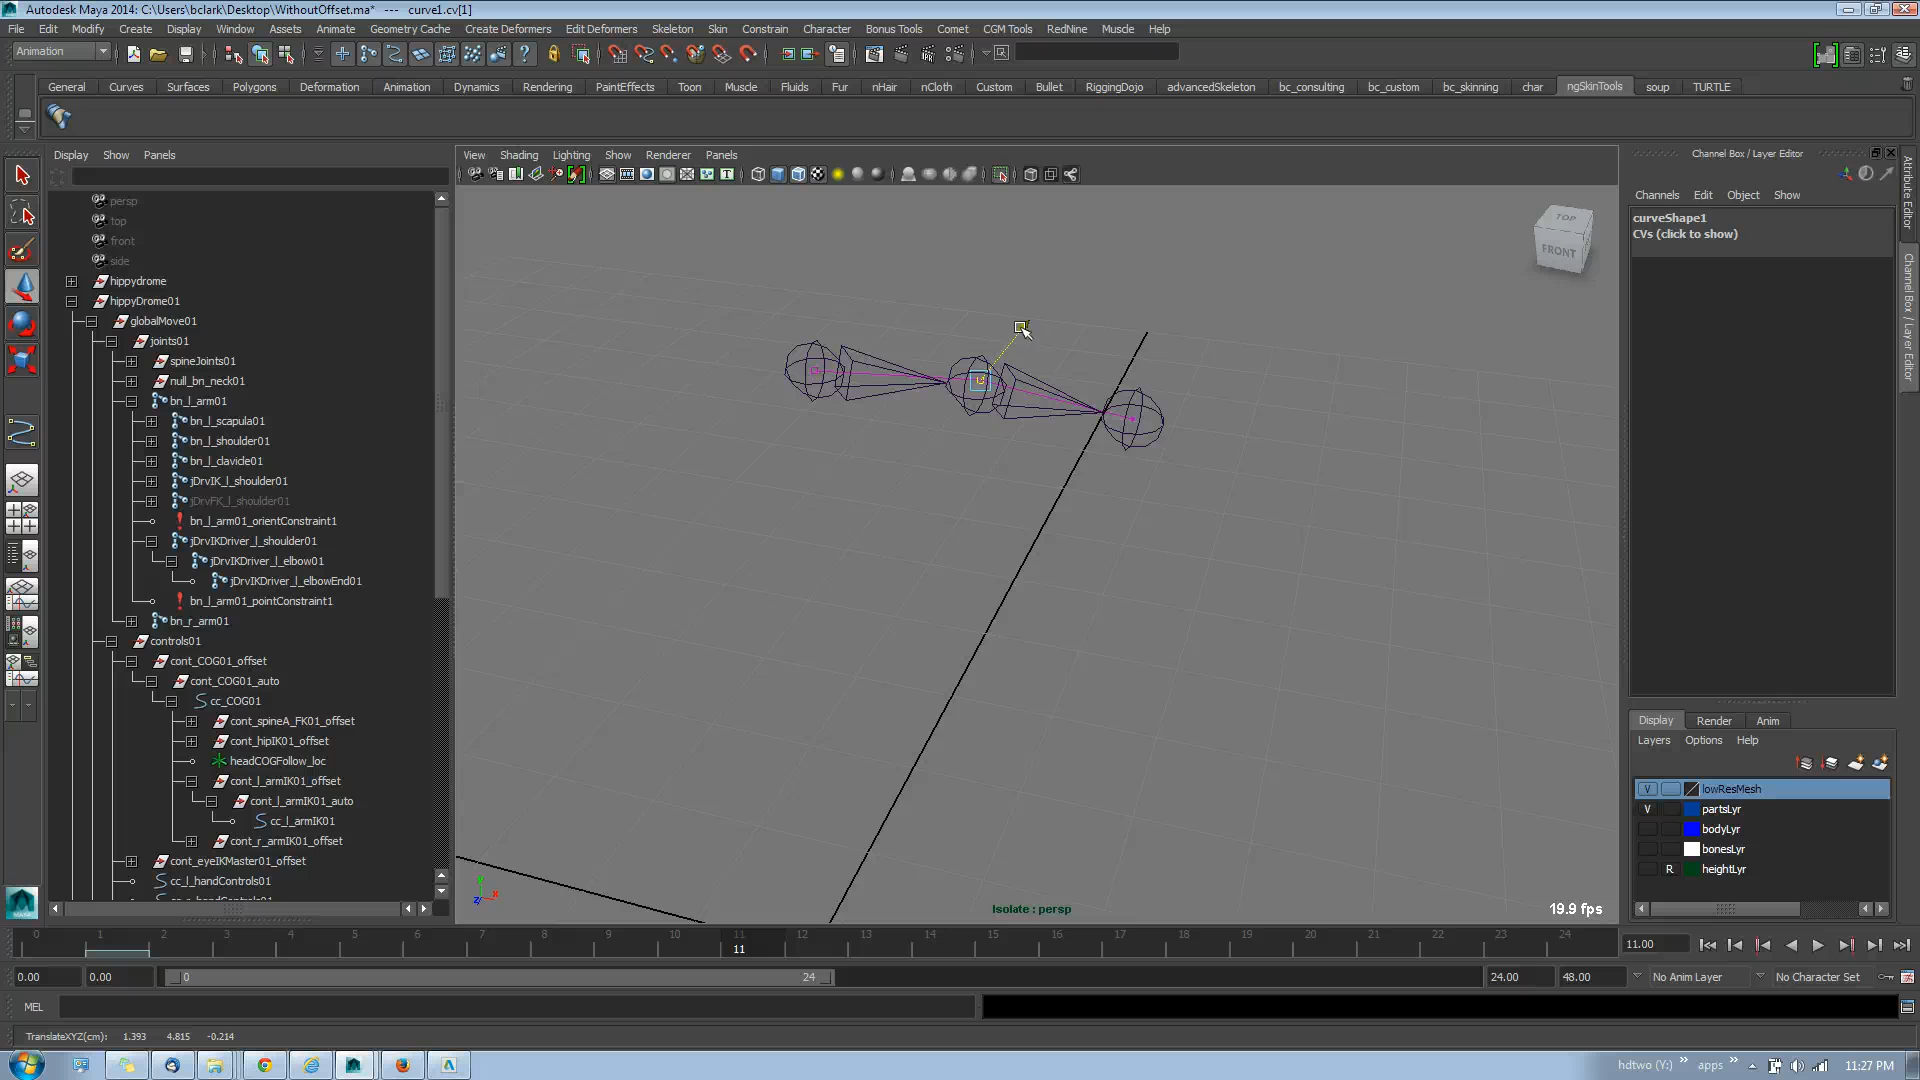 Autodesk Maya 2014: C:\Users\bclark\Desktop\WithoutOffset.ma* --- curve1.cv[1]
File Edit Modify Create Display Window Assets Animate Geometry Cache Create Deformers Edit Deformers Skeleton Skin Constrain Character Bonus Tools Comet CGM Tools RedNine Muscle Help
Animation
General Curves Surfaces Polygons Deformation Animation Dynamics Rendering PaintEffects Toon Muscle Fluids Fur nHair nCloth Custom Bullet RiggingDojo advancedSkeleton bc_consulting bc_custom bc_skinning char ngSkinTools soup TURTLE
Display Show Panels
persp
top
front
side
hippydrome
hippyDrome01
globalMove01
joints01
spineJoints01
null_bn_neck01
bn_l_arm01
bn_l_scapula01
bn_l_shoulder01
bn_l_clavicle01
jDrvIK_l_shoulder01
jDrvFK_l_shoulder01
bn_l_arm01_orientConstraint1
jDrvIKDriver_l_shoulder01
jDrvIKDriver_l_elbow01
jDrvIKDriver_l_elbowEnd01
bn_l_arm01_pointConstraint1
bn_r_arm01
controls01
cont_COG01_offset
cont_COG01_auto
cc_COG01
cont_spineA_FK01_offset
cont_hipIK01_offset
headCOGFollow_loc
cont_l_armIK01_offset
cont_l_armIK01_auto
cc_l_armIK01
cont_r_armIK01_offset
cont_eyeIKMaster01_offset
cc_l_handControls01
View Shading Lighting Show Renderer Panels
TOP
FRONT
y
x
z
Isolate : persp
19.9 fps
Channel Box / Layer Editor
Channels Edit Object Show
curveShape1
CVs (click to show)
Attribute Editor
Channel Box / Layer Editor
Display Render Anim
Layers Options Help
V lowResMesh
V partsLyr
bodyLyr
bonesLyr
R heightLyr
0 1 2 3 4 5 6 7 8 9 10 11 12 13 14 15 16 17 18 19 20 21 22 23 24
11
11.00
0.00 0.00 0 24 24.00 48.00 No Anim Layer No Character Set
MEL
TranslateXYZ(cm): 1.393 4.815 -0.214
hdtwo (Y:) » apps » 11:27 PM